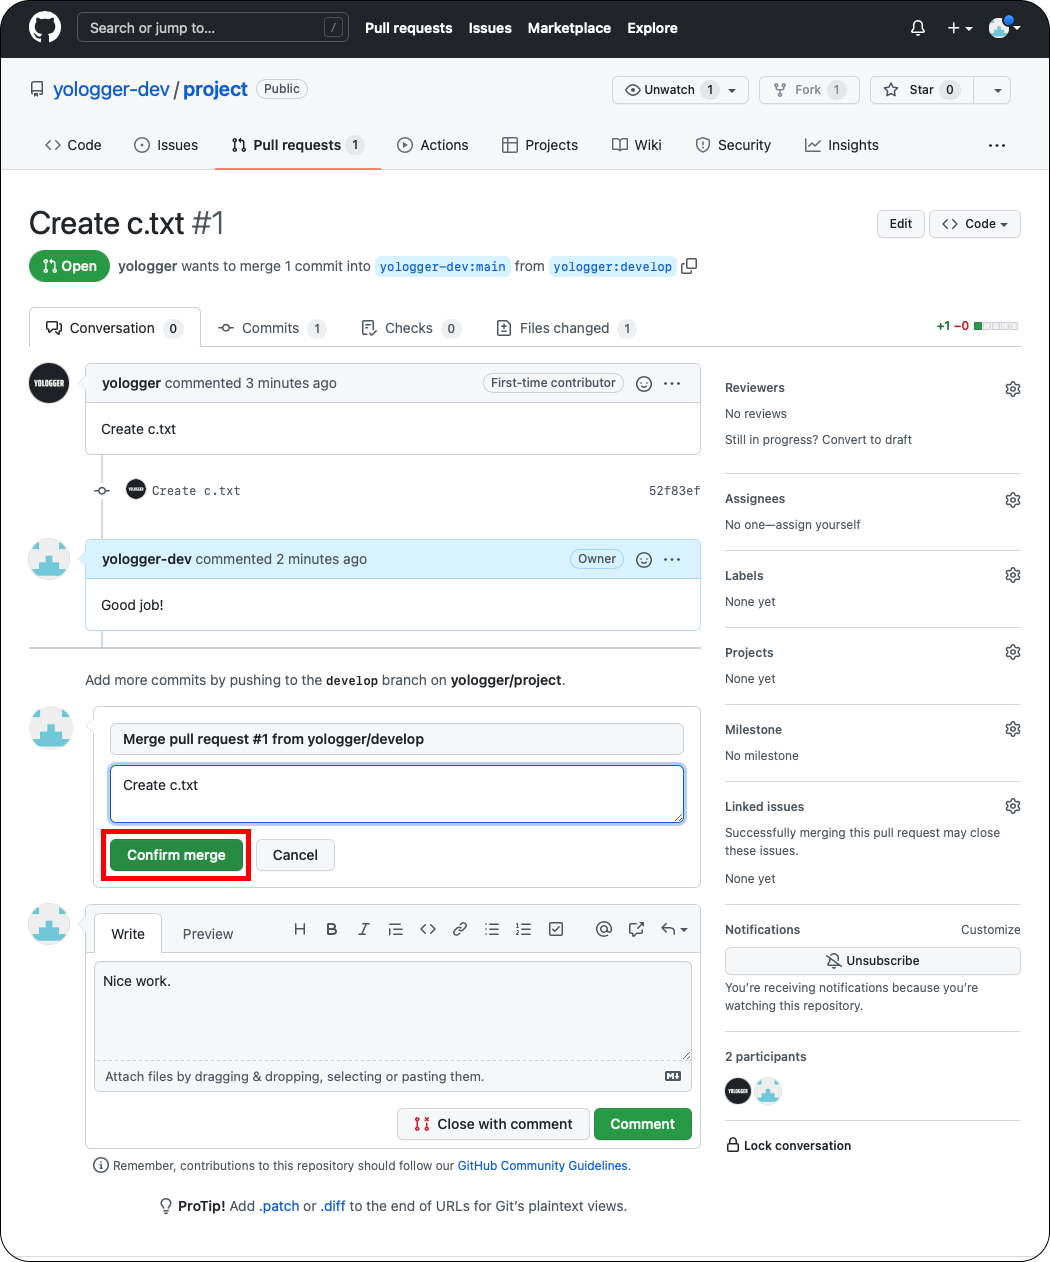 Search or jump to... /
Pull requests Issues Marketplace Explore
yologger-dev / project Public
Unwatch 1 Fork 1 Star 0
Code Issues Pull requests 1 Actions Projects Wiki Security Insights
Create c.txt #1
Edit Code
Open yologger wants to merge 1 commit into yologger-dev:main from yologger:develop
Conversation 0 Commits 1 Checks 0 Files changed 1
+1 −0
YOLOGGER
yologger commented 3 minutes ago First-time contributor
Create c.txt
YOLOGGER Create c.txt 52f83ef
yologger-dev commented 2 minutes ago Owner
Good job!
Add more commits by pushing to the develop branch on yologger/project.
Merge pull request #1 from yologger/develop
Create c.txt
Confirm merge Cancel
Write Preview
H B I
Nice work.
Attach files by dragging & dropping, selecting or pasting them.
M
Close with comment Comment
Remember, contributions to this repository should follow our GitHub Community Guidelines.
ProTip! Add .patch or .diff to the end of URLs for Git's plaintext views.
Reviewers
No reviews
Still in progress? Convert to draft
Assignees
No one—assign yourself
Labels
None yet
Projects
None yet
Milestone
No milestone
Linked issues
Successfully merging this pull request may close
these issues.
None yet
Notifications Customize
Unsubscribe
You're receiving notifications because you're
watching this repository.
2 participants
YOLOGGER
Lock conversation